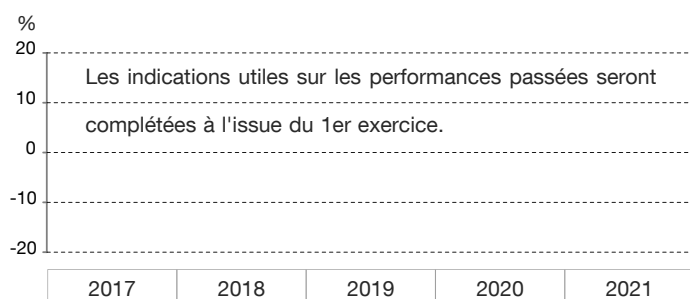 %
20
Les indications utiles sur les performances passées seront
10
complétées à l'issue du 1er exercice.
0
-10
-20
2017 2018 2019 2020 2021